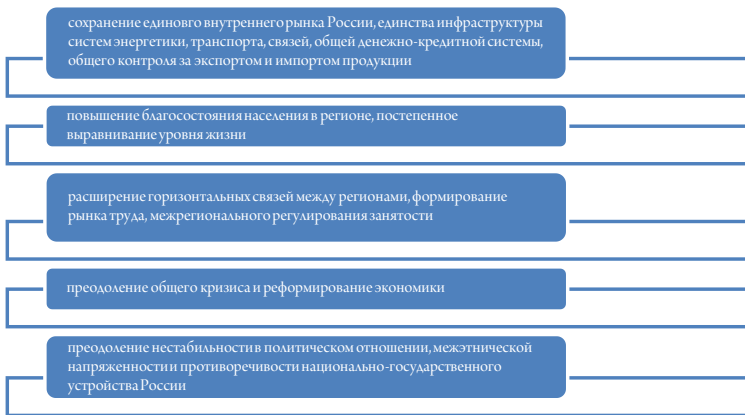 сохранение единовго внутреннего рынка России, единства инфраструктуры
систем энергетики, транспорта, связей, общей денежно-кредитной системы,
общего контроля за экспортом и импортом продукции
повышение благосостояния населения в регионе, постепенное
выравнивание уровня жизни
расширение горизонтальных связей между регионами, формирование
рынка труда, межрегионального регулирования занятости
преодоление общего кризиса и реформирование экономики
преодоление нестабильности в политическом отношении, межэтнической
напряженности и противоречивости национально-государственного
устройства России